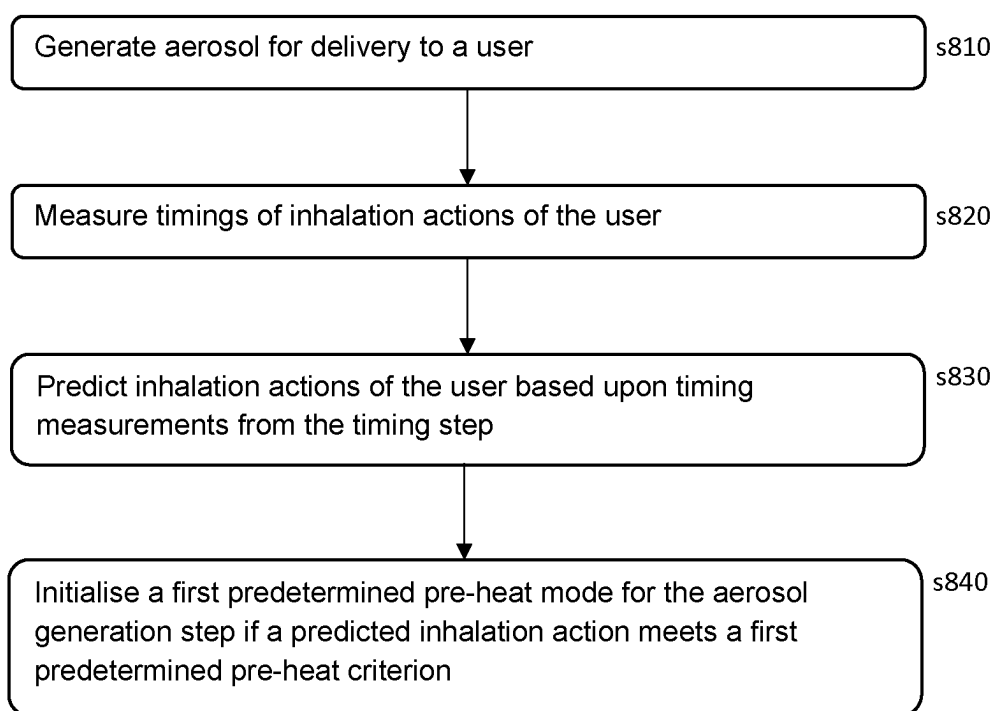 Generate aerosol for delivery to a user
s810
Measure timings of inhalation actions of the user
s820
Predict inhalation actions of the user based upon timing
measurements from the timing step
s830
Initialise a first predetermined pre-heat mode for the aerosol
generation step if a predicted inhalation action meets a first
predetermined pre-heat criterion
s840